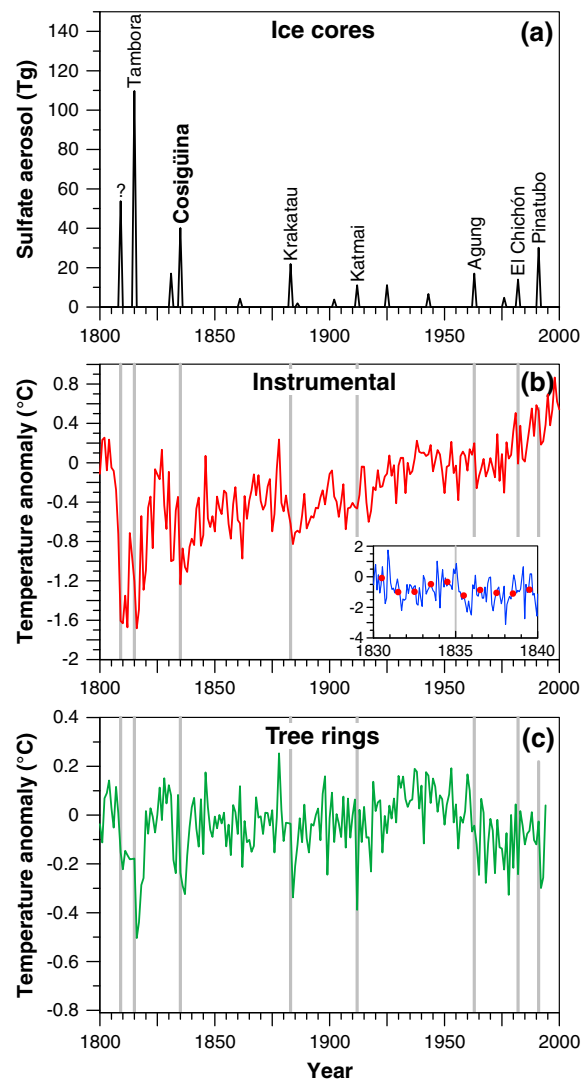 Ice cores
(a)
Sulfate aerosol (Tg)
140
120
100
80
60
40
20
0
?
Tambora
Cosigüina
Krakatau
Katmai
Agung
El Chichón
Pinatubo
1800 1850 1900 1950 2000
Instrumental
(b)
Temperature anomaly (°C)
0.8
0.4
0
-0.4
-0.8
-1.2
-1.6
-2
2
0
-2
-4
1830 1835 1840
1800 1850 1900 1950 2000
Tree rings
(c)
Temperature anomaly (°C)
0.4
0.2
0
-0.2
-0.4
-0.6
-0.8
1800 1850 1900 1950 2000
Year